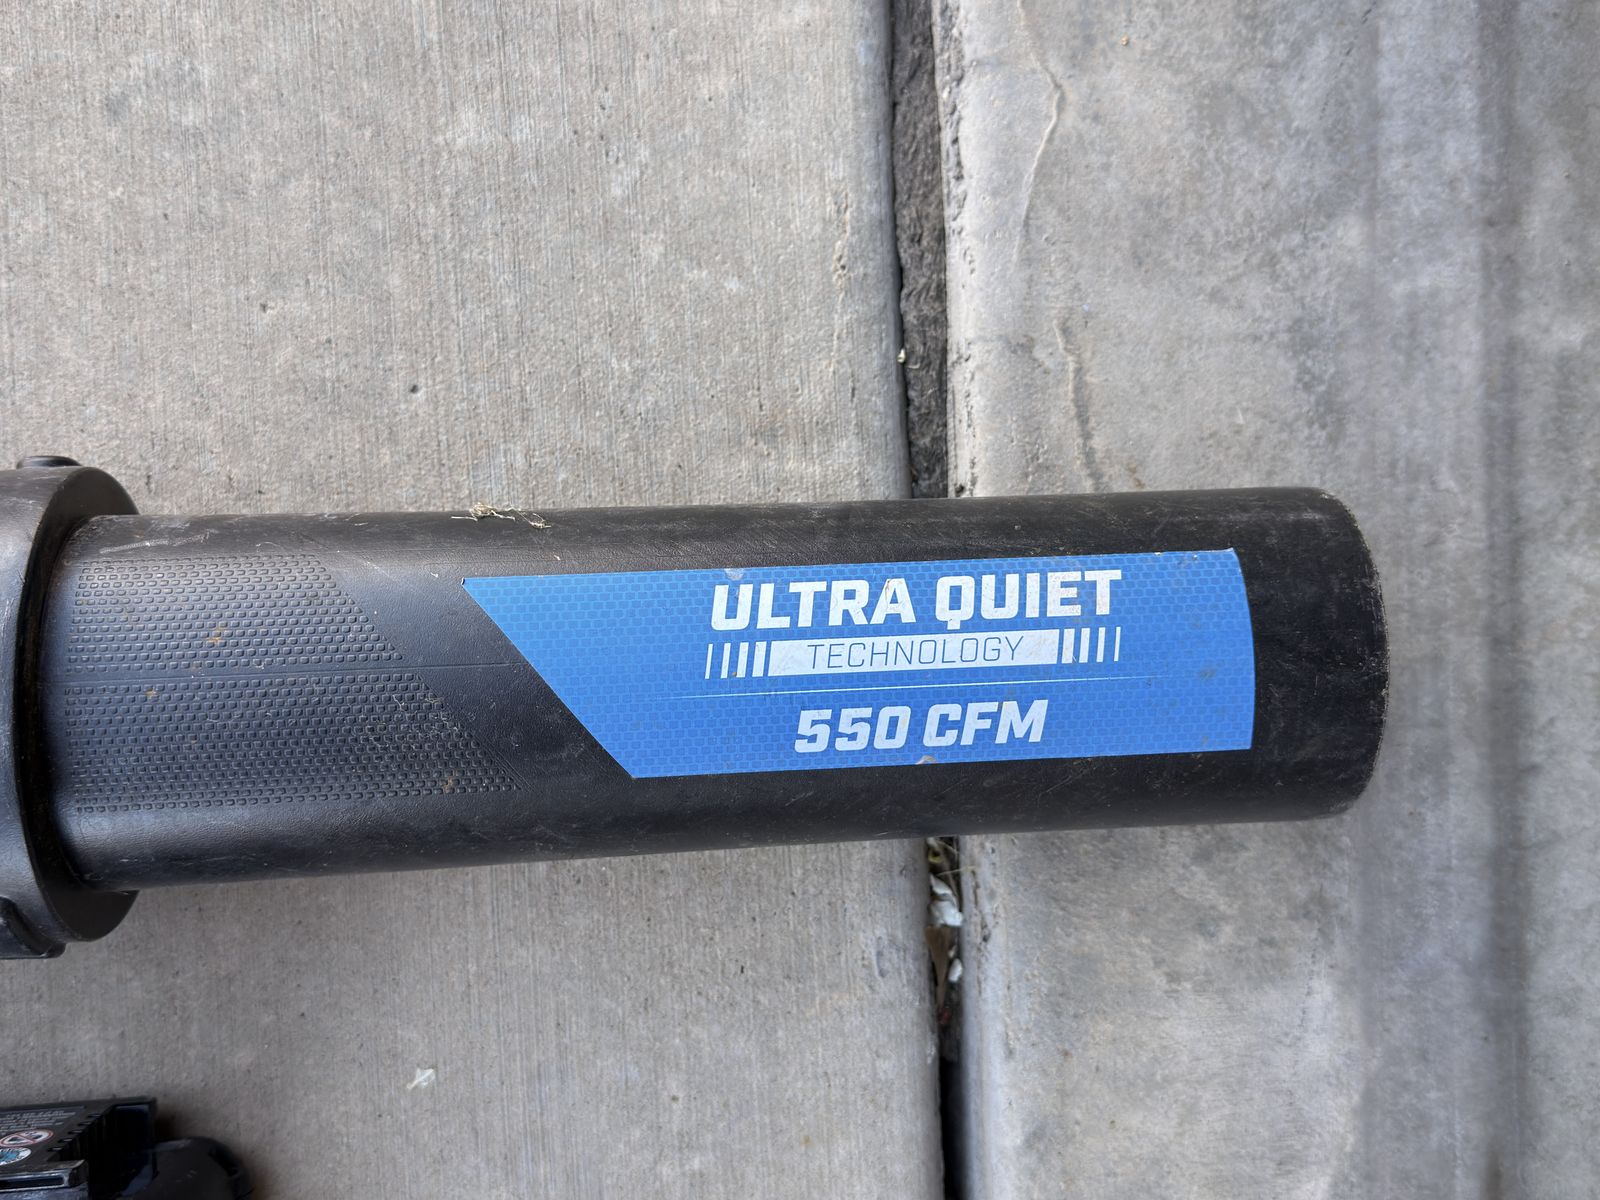 ULTRA QUIET
TECHNOLOGY
550 CFM